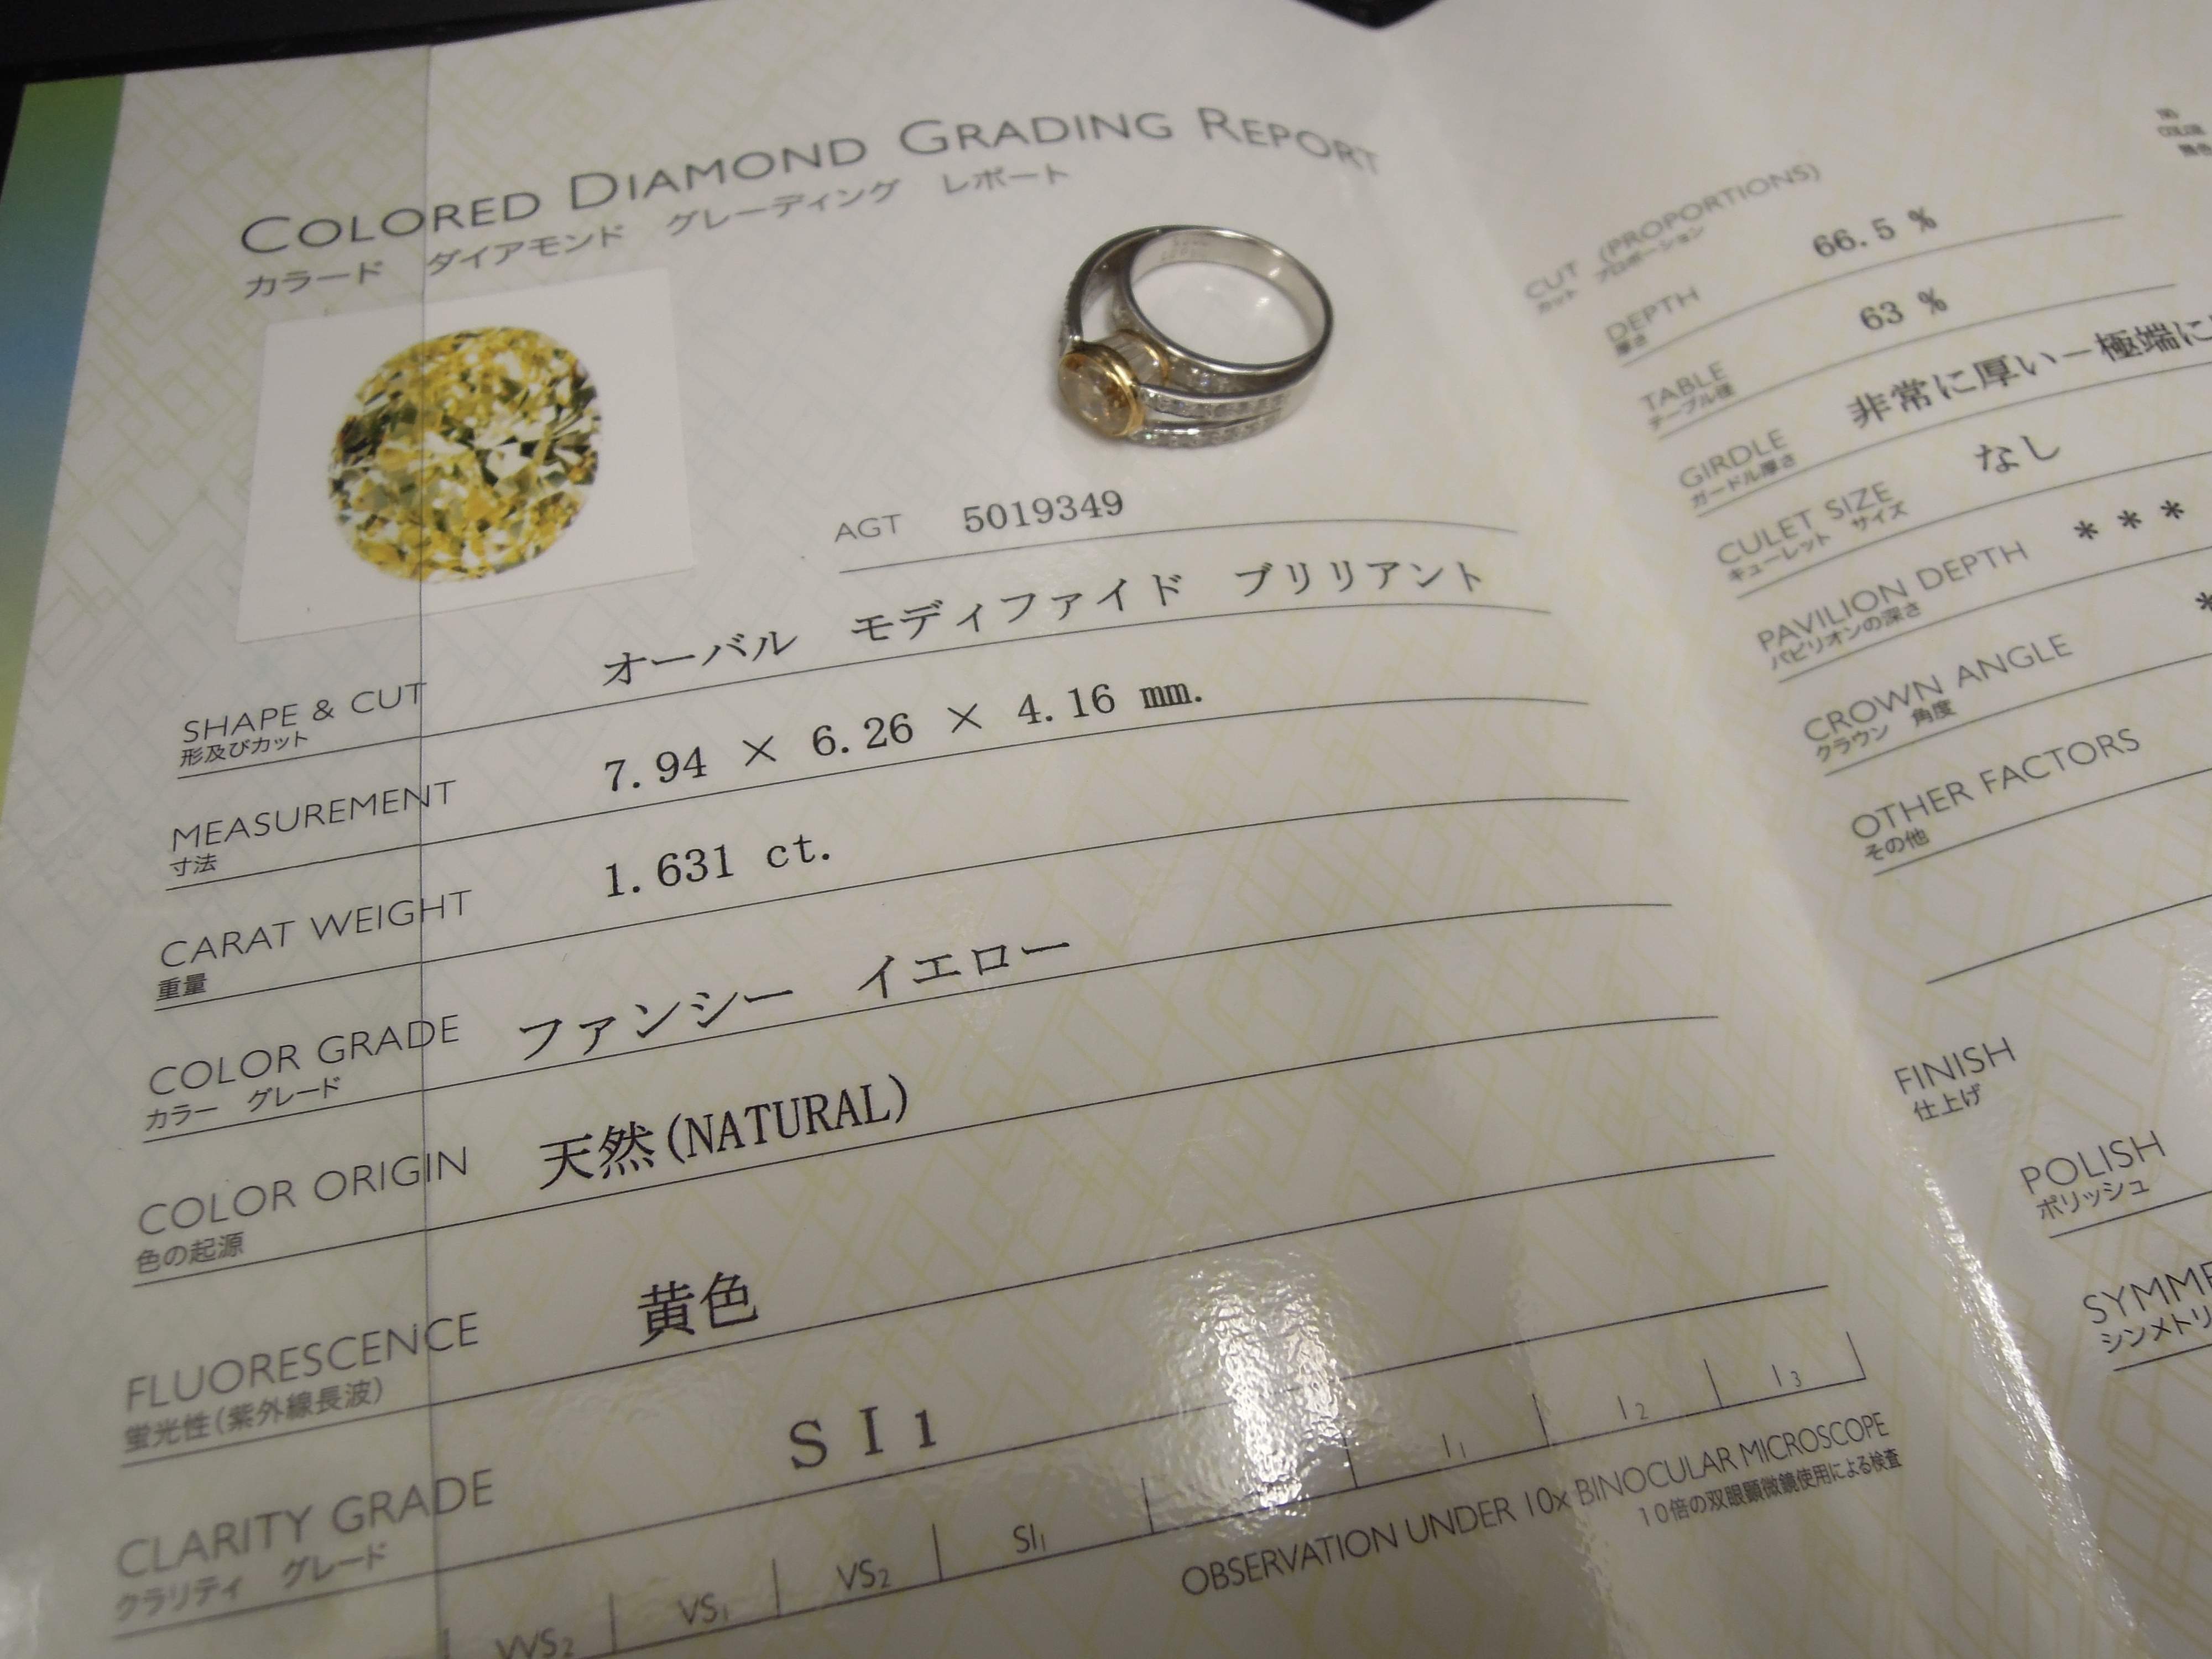 COLORED DIAMOND GRADING REPORT
カラード ダイアモンド グレーディング レポート
AGT 5019349
SHAPE & CUT オーバル モディファイド ブリリアント
形及びカット
MEASUREMENT 7.94 × 6.26 × 4.16 mm.
寸法
CARAT WEIGHT 1.631 ct.
重量
COLOR GRADE ファンシー イエロー
カラー グレード
COLOR ORIGIN 天然(NATURAL)
色の起源
FLUORESCENCE 黄色
蛍光性(紫外線長波)
CLARITY GRADE SI1
クラリティ グレード
VVS2 VS1 VS2 SI1 I1 I2 I3
OBSERVATION UNDER 10x BINOCULAR MICROSCOPE
10倍の双眼顕微鏡使用による検査
CUT (PROPORTIONS)
カット プロポーション
DEPTH 66.5 %
厚さ
TABLE 63 %
テーブル径
GIRDLE 非常に厚い－極端に
ガードル厚さ
CULET SIZE なし
キューレット サイズ
PAVILION DEPTH ***
パビリオンの深さ
CROWN ANGLE *
クラウン 角度
OTHER FACTORS
その他
FINISH
仕上げ
POLISH
ポリッシュ
SYMME
シンメトリ